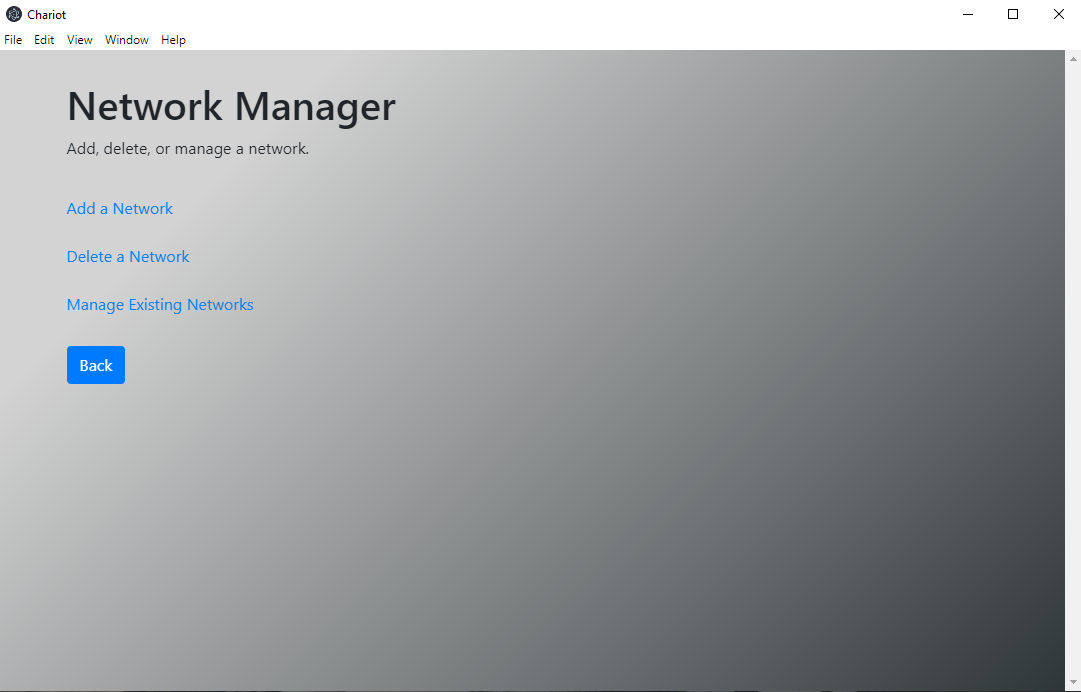 Chariot
File Edit View Window Help
Network Manager
Add, delete, or manage a network.
Add a Network
Delete a Network
Manage Existing Networks
Back